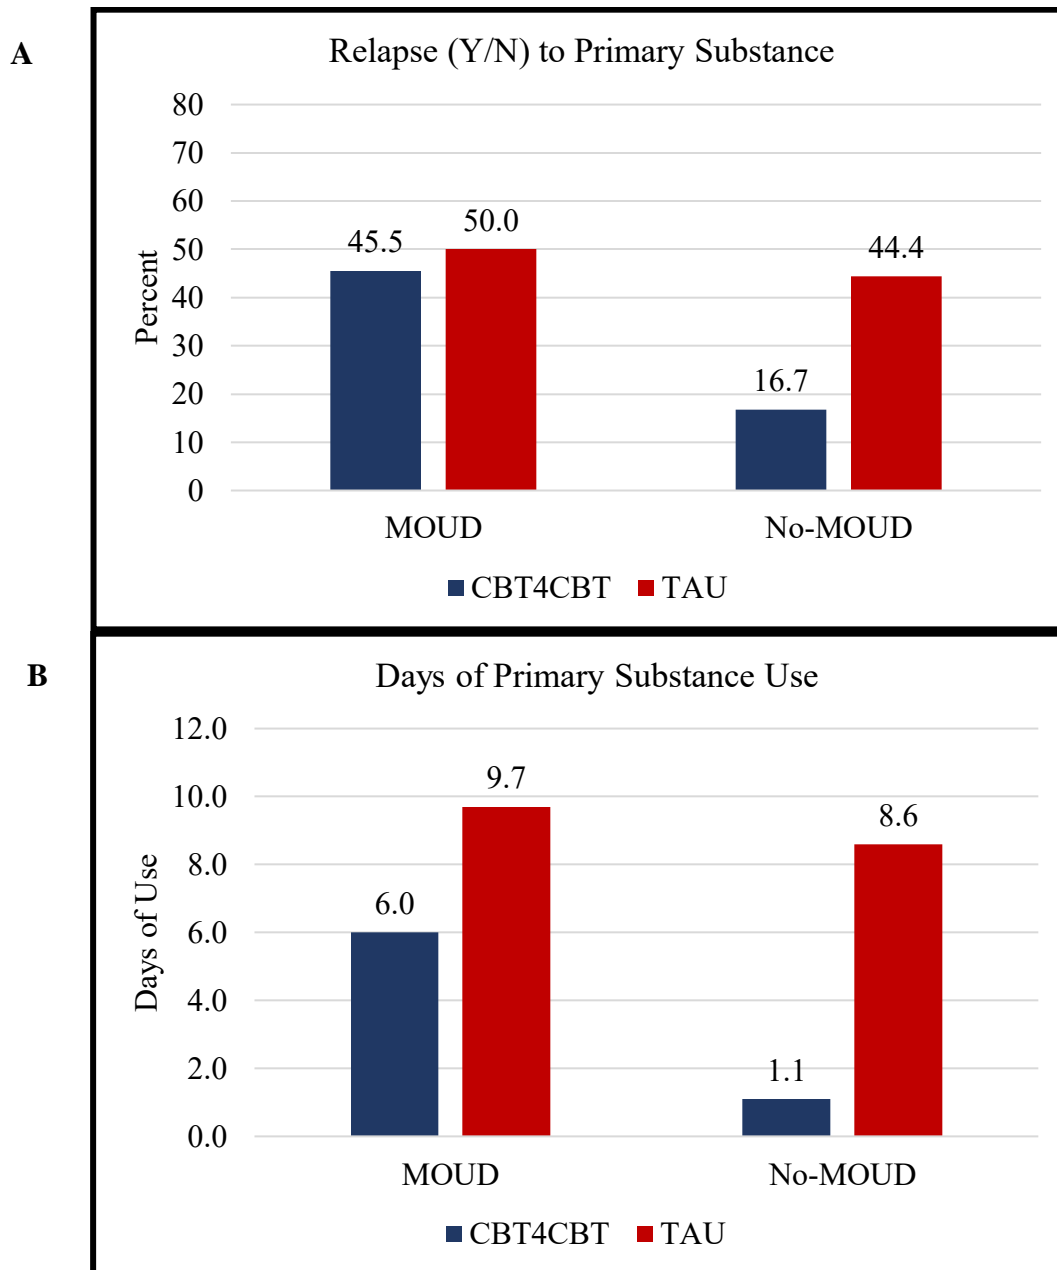 A
Relapse (Y/N) to Primary Substance
80
70
60
50
40
30
20
10
0
Percent
45.5
50.0
16.7
44.4
MOUD
No-MOUD
CBT4CBT TAU
B
Days of Primary Substance Use
12.0
10.0
8.0
6.0
4.0
2.0
0.0
Days of Use
6.0
9.7
1.1
8.6
MOUD
No-MOUD
CBT4CBT TAU